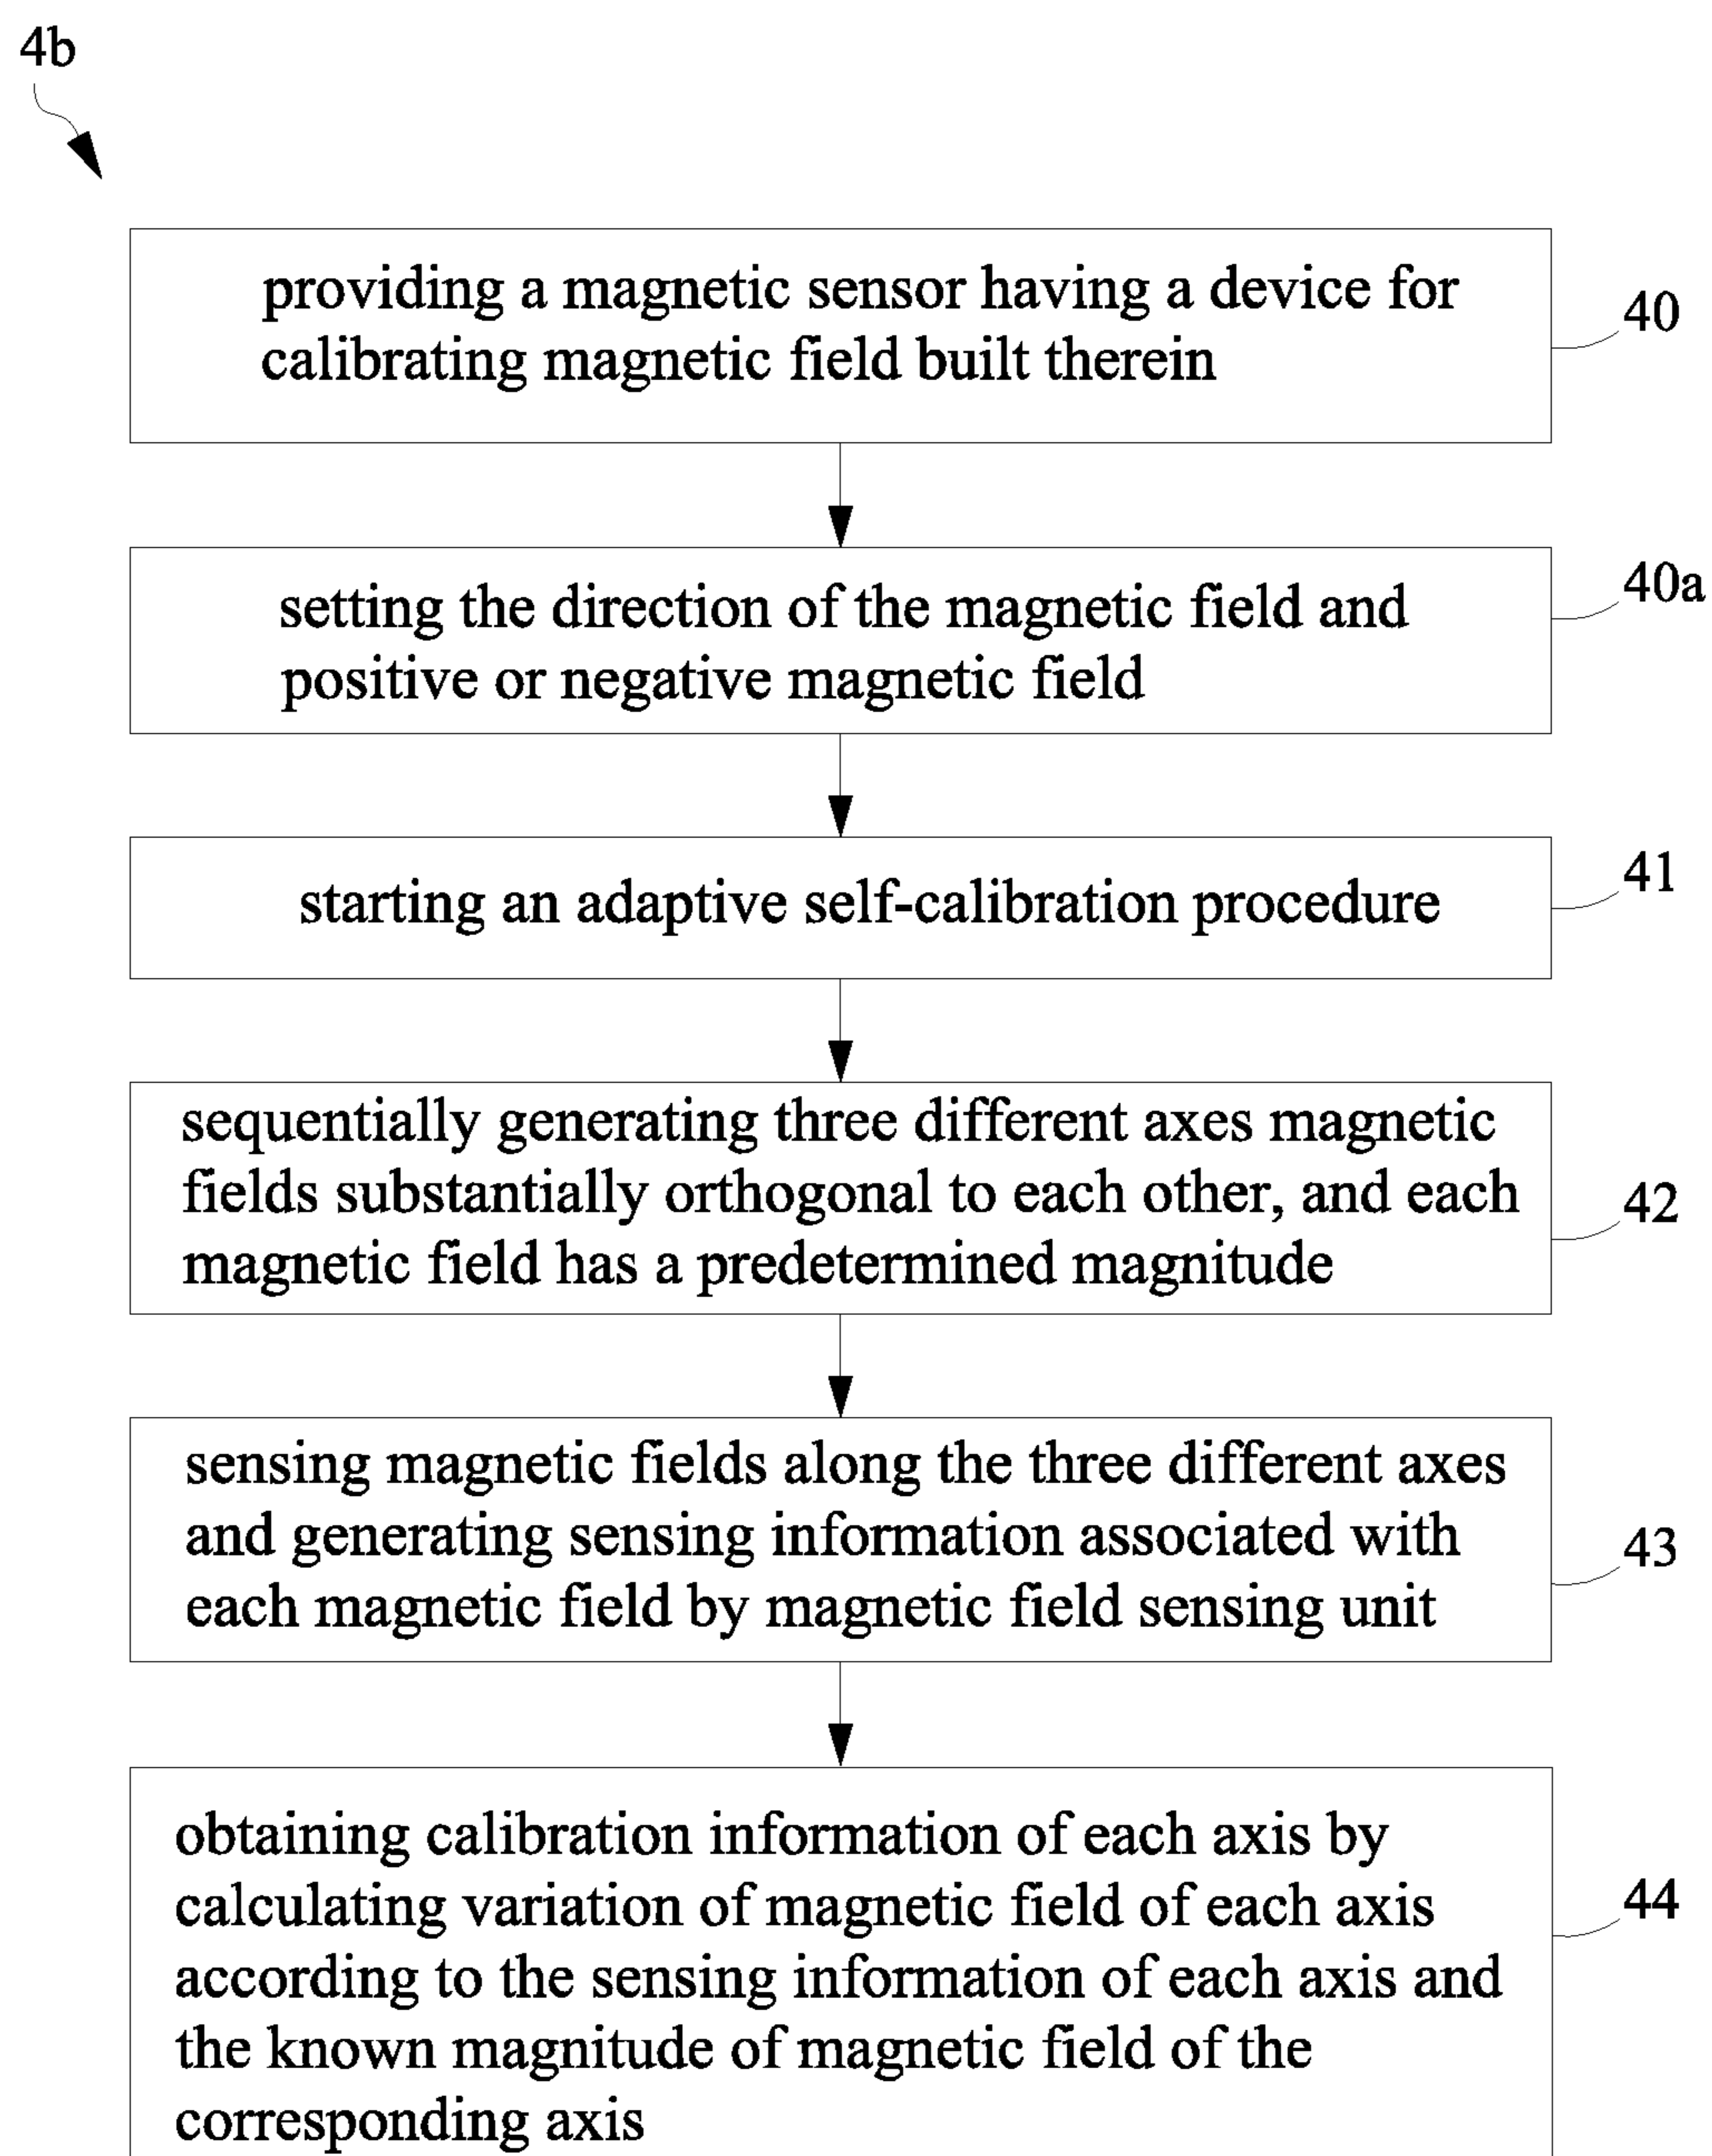 4b
providing a magnetic sensor having a device for
calibrating magnetic field built therein
40
setting the direction of the magnetic field and
positive or negative magnetic field
40a
starting an adaptive self-calibration procedure
41
sequentially generating three different axes magnetic
fields substantially orthogonal to each other, and each
magnetic field has a predetermined magnitude
42
sensing magnetic fields along the three different axes
and generating sensing information associated with
each magnetic field by magnetic field sensing unit
43
obtaining calibration information of each axis by
calculating variation of magnetic field of each axis
according to the sensing information of each axis and
the known magnitude of magnetic field of the
corresponding axis
44